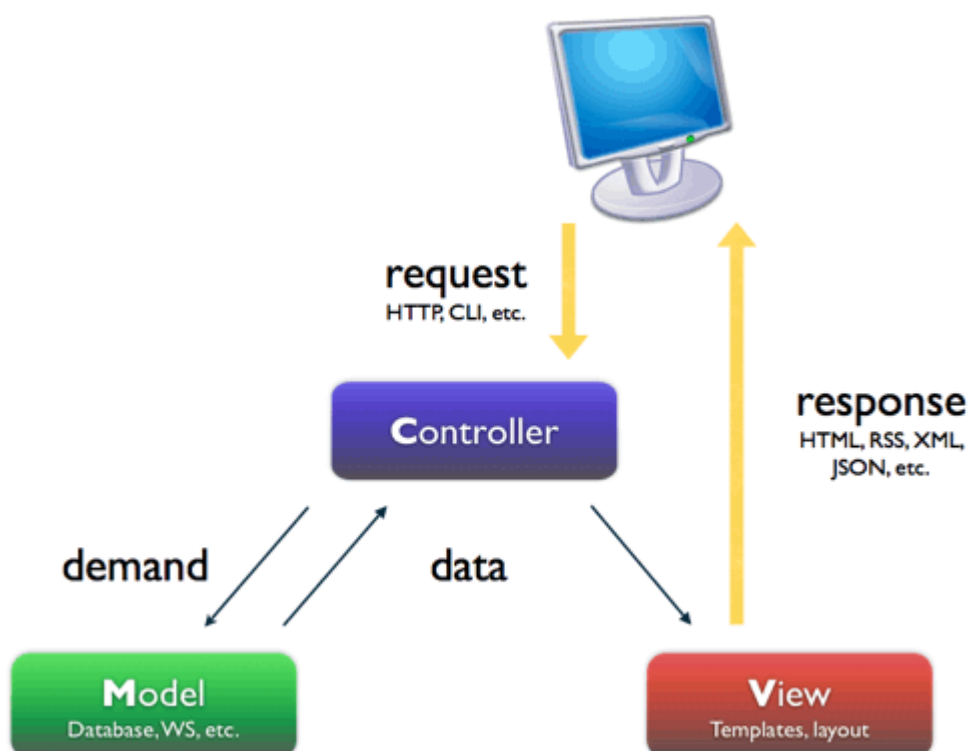 request
HTTP, CLI, etc.
Controller
response
HTML, RSS, XML,
JSON, etc.
demand
data
Model
Database, WS, etc.
View
Templates, layout